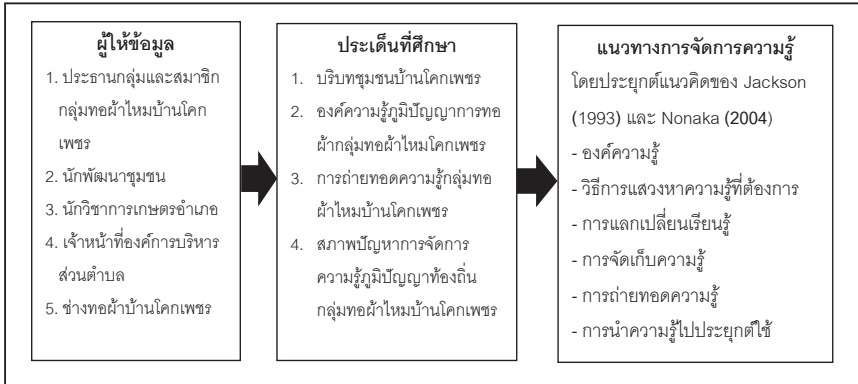 ผู้ให้ข้อมูล
1. ประธานกลุ่มและสมาชิก
กลุ่มทอผ้าไหมบ้านโคก
เพชร
2. นักพัฒนาชุมชน
3. นักวิชาการเกษตรอำเภอ
4. เจ้าหน้าที่องค์การบริหาร
ส่วนตำบล
5. ช่างทอผ้าบ้านโคกเพชร
ประเด็นที่ศึกษา
1. บริบทชุมชนบ้านโคกเพชร
2. องค์ความรู้ภูมิปัญญาการทอ
ผ้ากลุ่มทอผ้าไหมโคกเพชร
3. การถ่ายทอดความรู้กลุ่มทอ
ผ้าไหมบ้านโคกเพชร
4. สภาพปัญหาการจัดการ
ความรู้ภูมิปัญญาท้องถิ่น
กลุ่มทอผ้าไหมบ้านโคกเพชร
แนวทางการจัดการความรู้
โดยประยุกต์แนวคิดของ Jackson
(1993) และ Nonaka (2004)
- องค์ความรู้
- วิธีการแสวงหาความรู้ที่ต้องการ
- การแลกเปลี่ยนเรียนรู้
- การจัดเก็บความรู้
- การถ่ายทอดความรู้
- การนำความรู้ไปประยุกต์ใช้